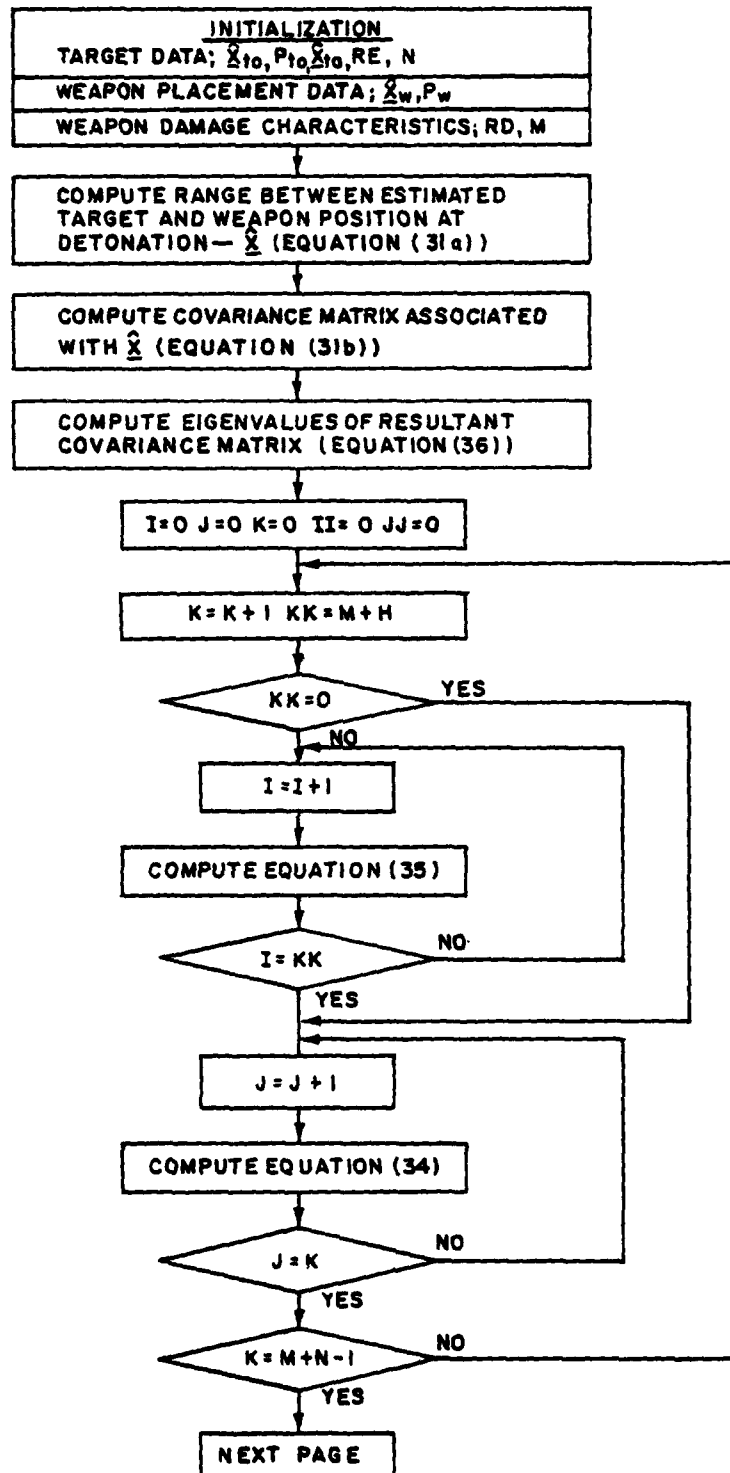 INITIALIZATION
TARGET DATA; X̂to, Pto, X̂to, RE, N
WEAPON PLACEMENT DATA; X̂w, Pw
WEAPON DAMAGE CHARACTERISTICS; RD, M
COMPUTE RANGE BETWEEN ESTIMATED
TARGET AND WEAPON POSITION AT
DETONATION — X̂ (EQUATION (31a))
COMPUTE COVARIANCE MATRIX ASSOCIATED
WITH X̂ (EQUATION (31b))
COMPUTE EIGENVALUES OF RESULTANT
COVARIANCE MATRIX (EQUATION (36))
I=0 J=0 K=0 II=0 JJ=0
K=K+1 KK=M+H
KK=0
YES
NO
I=I+1
COMPUTE EQUATION (35)
I=KK
NO
YES
J=J+1
COMPUTE EQUATION (34)
J=K
NO
YES
K=M+N-1
NO
YES
NEXT PAGE